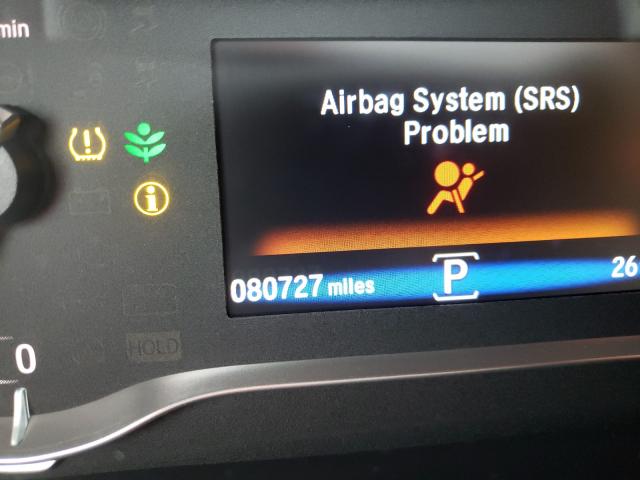 min
Airbag System (SRS)
Problem
080727 miles
P
26
0
HOLD